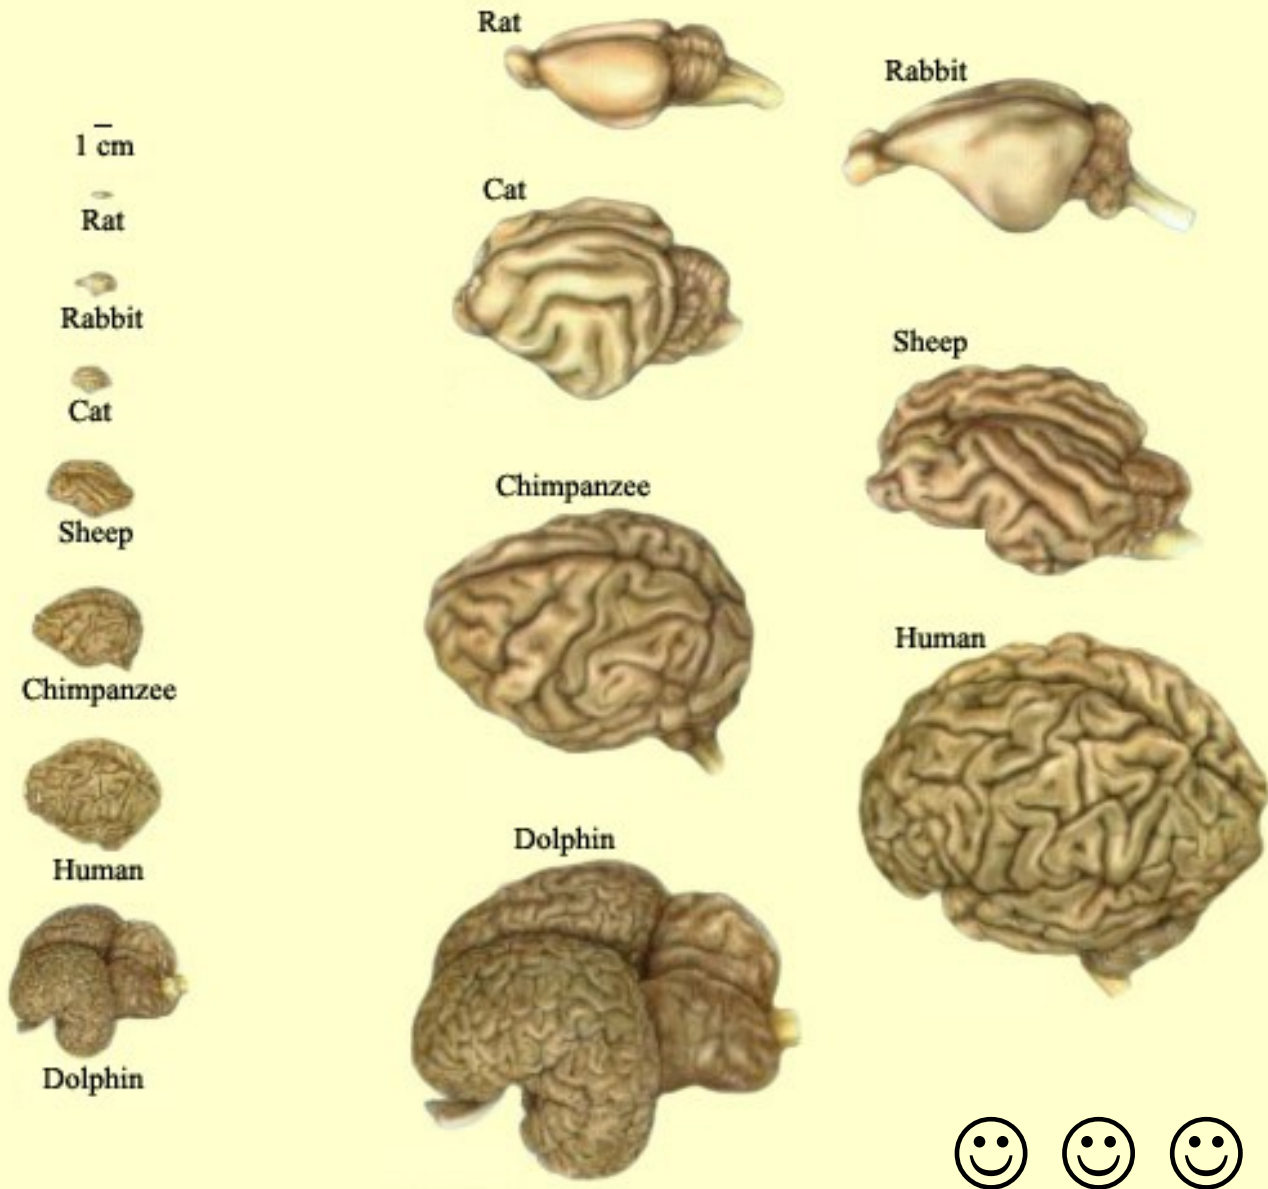 1 cm
Rat
Rabbit
Cat
Sheep
Chimpanzee
Human
Dolphin
Rat
Rabbit
Cat
Sheep
Chimpanzee
Human
Dolphin